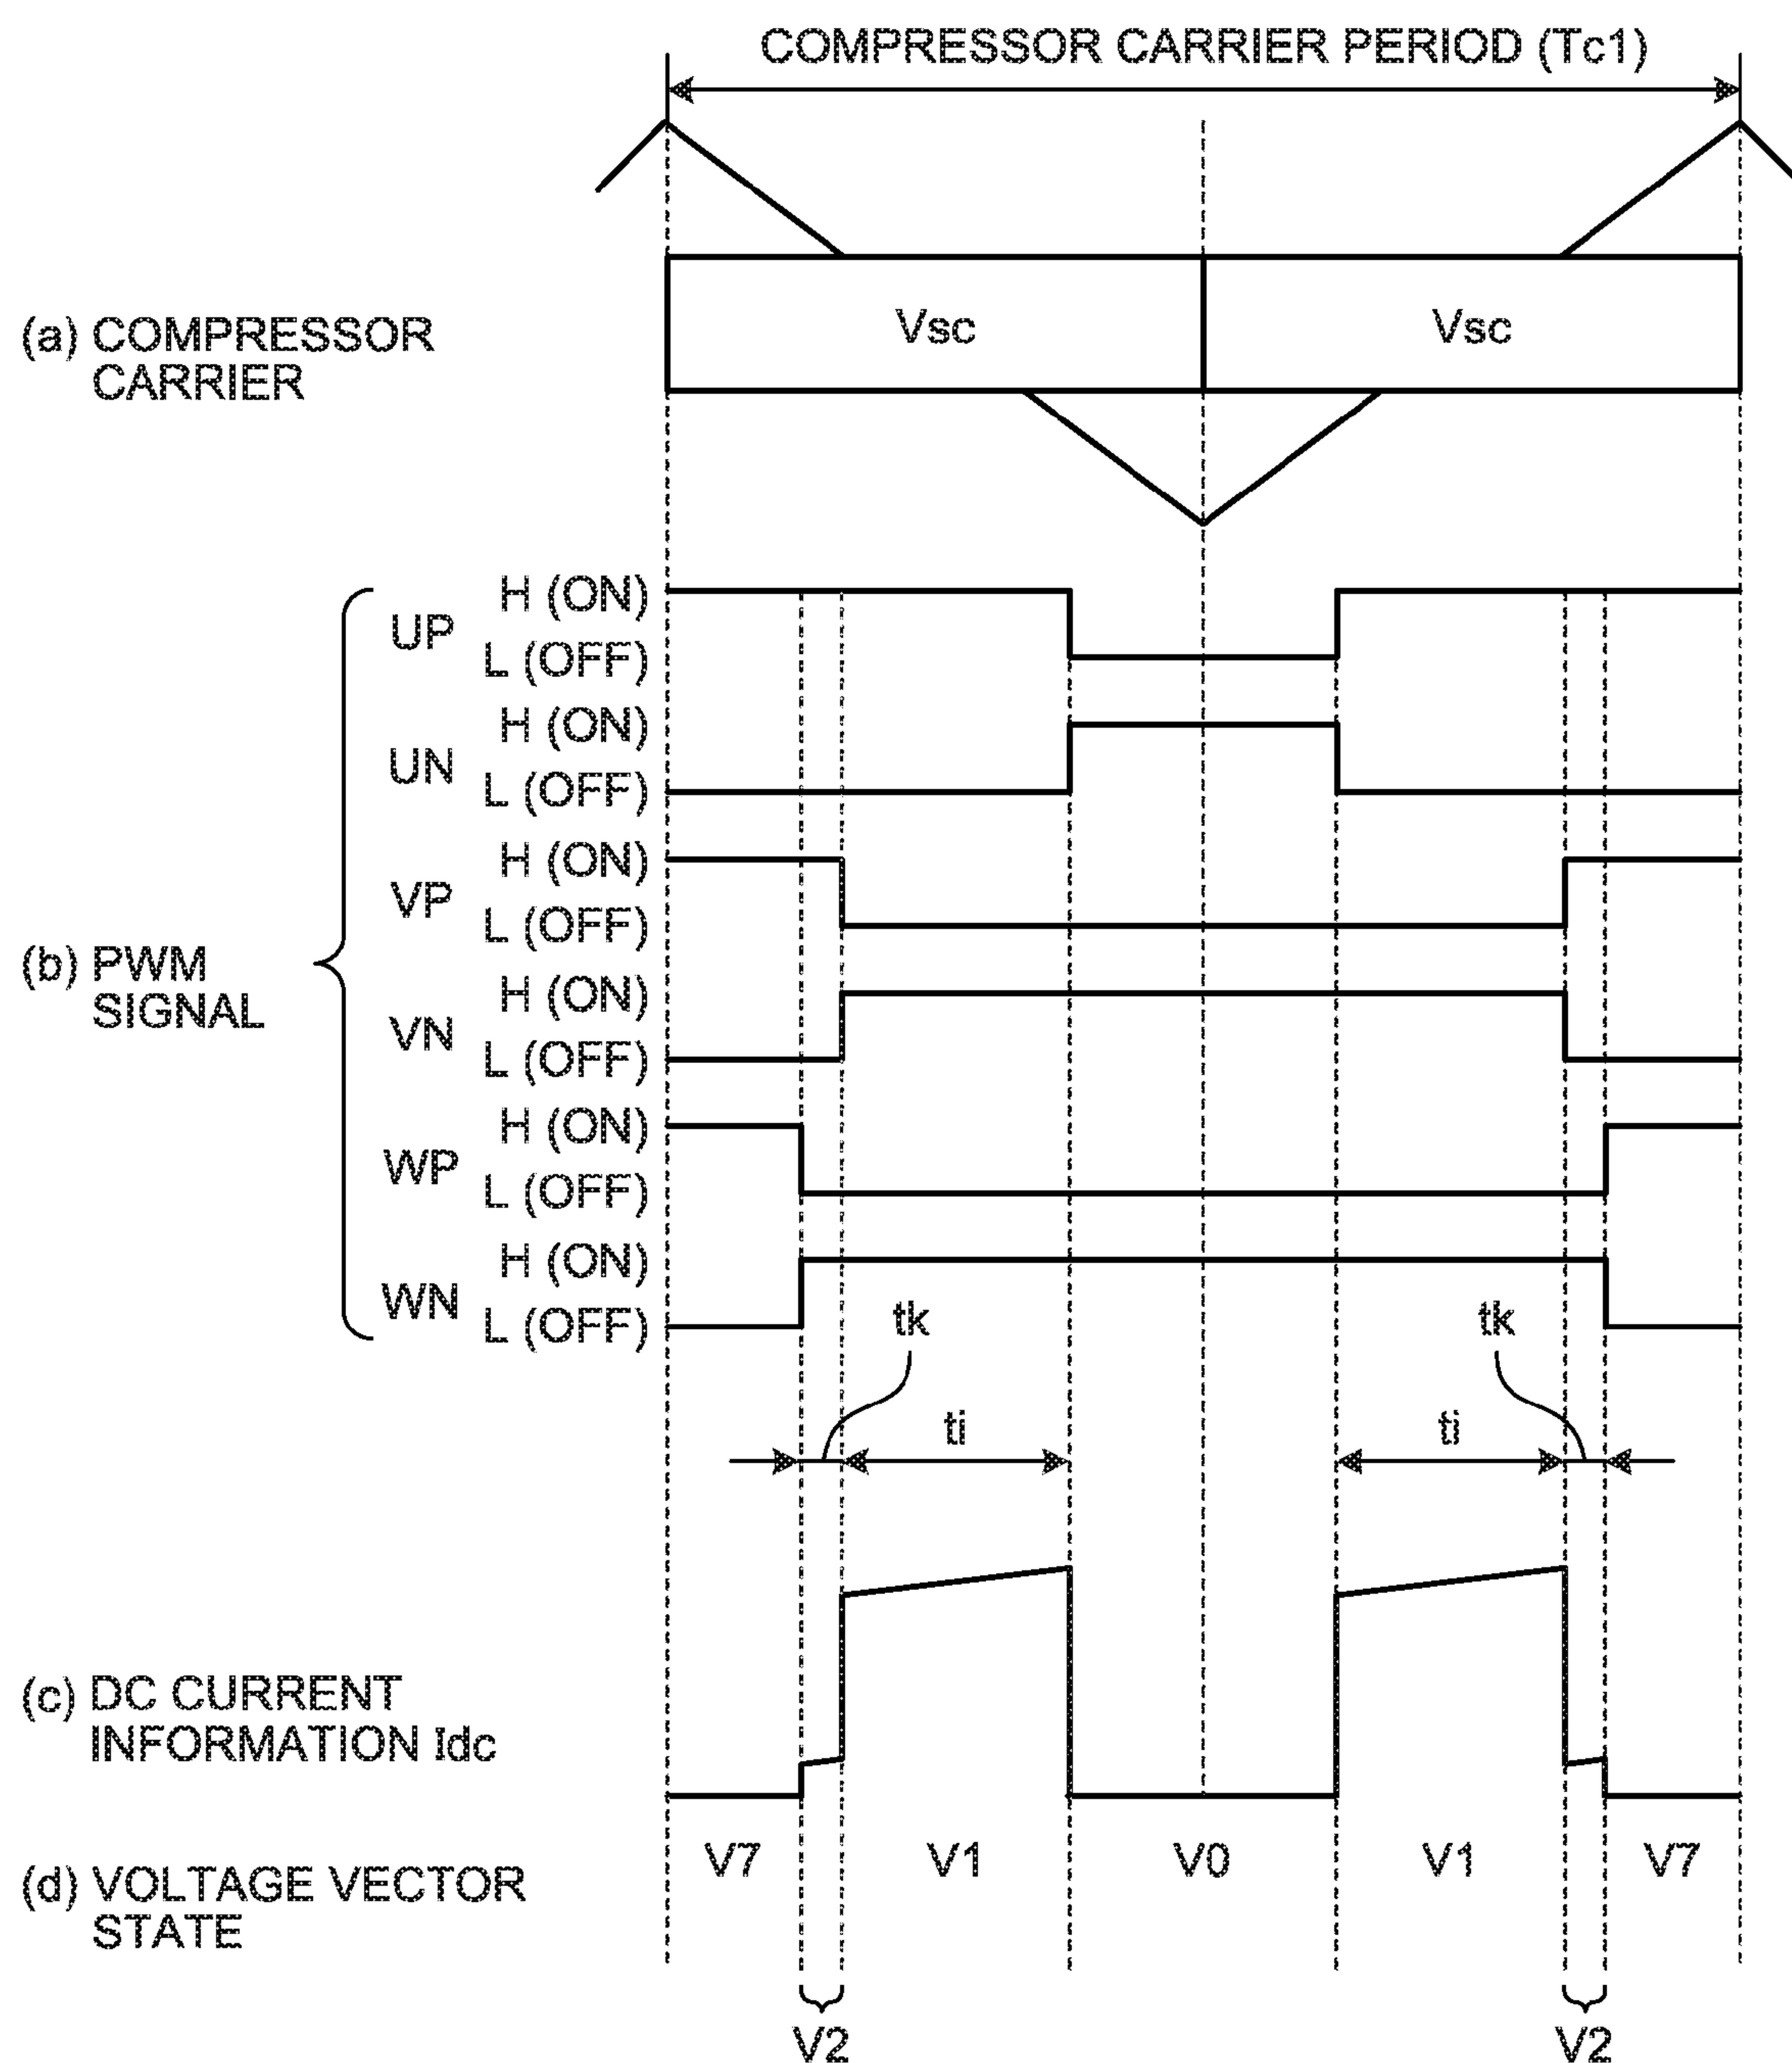 COMPRESSOR CARRIER PERIOD (Tc1)
(a) COMPRESSOR
CARRIER
Vsc
Vsc
(b) PWM
SIGNAL
UP
H (ON)
L (OFF)
UN
H (ON)
L (OFF)
VP
H (ON)
L (OFF)
VN
H (ON)
L (OFF)
WP
H (ON)
L (OFF)
WN
H (ON)
L (OFF)
tk
tk
ti
ti
(c) DC CURRENT
INFORMATION Idc
(d) VOLTAGE VECTOR
STATE
V7
V1
V0
V1
V7
V2
V2